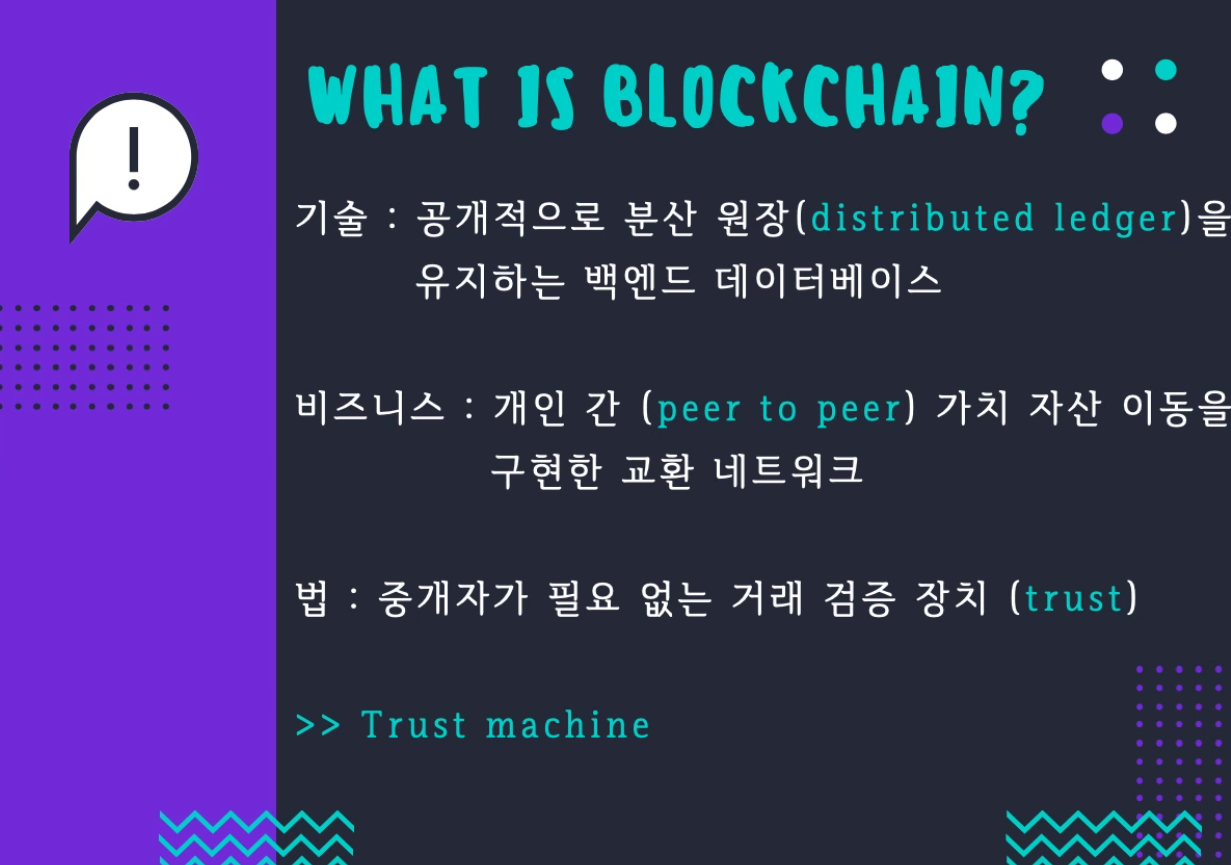 WHAT IS BLOCKCHAIN?
기술 : 공개적으로 분산 원장(distributed ledger)을
유지하는 백엔드 데이터베이스
비즈니스 : 개인 간 (peer to peer) 가치 자산 이동을
구현한 교환 네트워크
법 : 중개자가 필요 없는 거래 검증 장치 (trust)
>> Trust machine